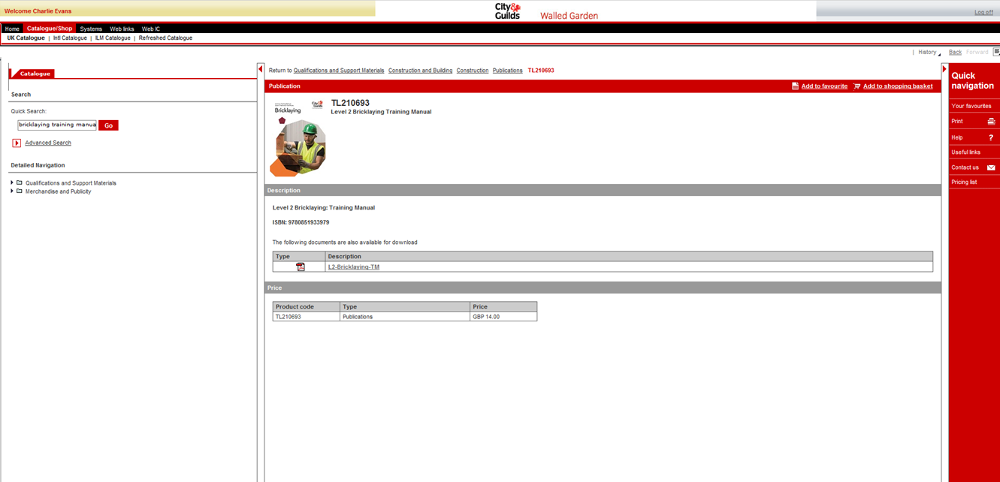 Welcome Charlie Evans
City&
Guilds
Walled Garden
Log off
Home Catalogue/Shop Systems Web links Web IC
UK Catalogue | Intl Catalogue | ILM Catalogue | Refreshed Catalogue
| History Back Forward
Catalogue
Search
Quick Search:
bricklaying training manua Go
Advanced Search
Detailed Navigation
Qualifications and Support Materials
Merchandise and Publicity
Return to Qualifications and Support Materials Construction and Building Construction Publications TL210693
Publication Add to favourite Add to shopping basket
City&
Guilds
Bricklaying
TL210693
Level 2 Bricklaying Training Manual
Description
Level 2 Bricklaying: Training Manual
ISBN: 9780851933979
The following documents are also available for download
Type Description
L2-Bricklaying-TM
Price
Product code Type Price
TL210693 Publications GBP 14.00
Quick
navigation
Your favourites
Print
Help ?
Useful links
Contact us
Pricing list